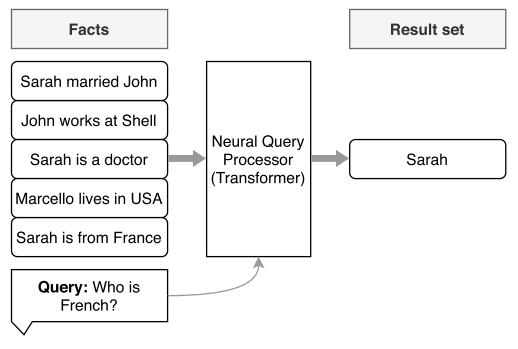 Facts
Result set
Sarah married John
John works at Shell
Sarah is a doctor
Marcello lives in USA
Sarah is from France
Neural Query
Processor
(Transformer)
Sarah
Query: Who is
French?